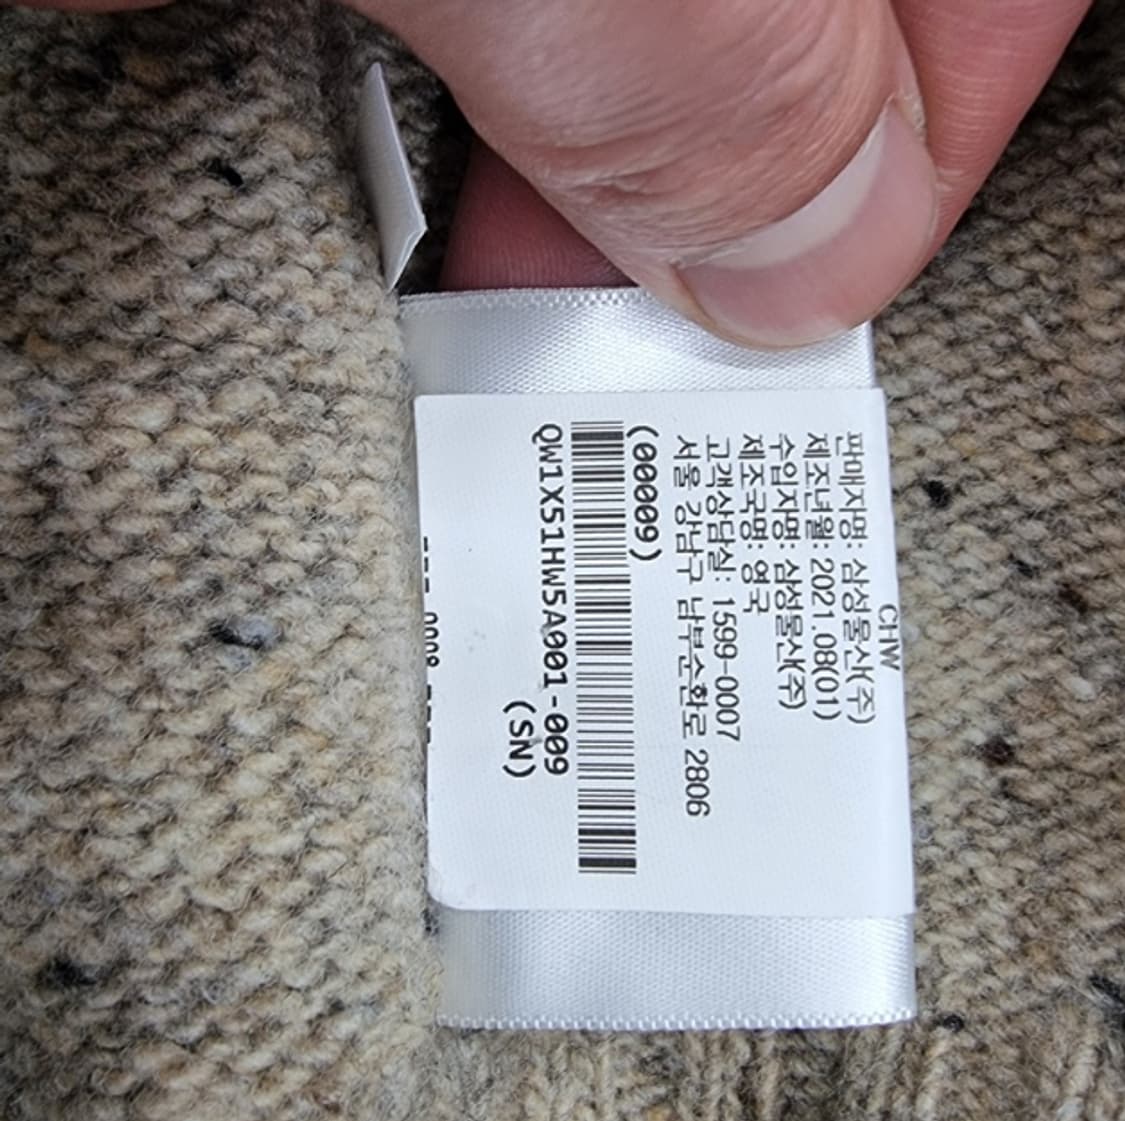 CHW
판매자명: 삼성물산(주)
제조년월: 2021.08(01)
수입자명: 삼성물산(주)
제조국명: 영국
고객상담실: 1599-0007
서울 강남구 남부순환로 2806
(00009)
QW1X51HW5A001-009
(SN)